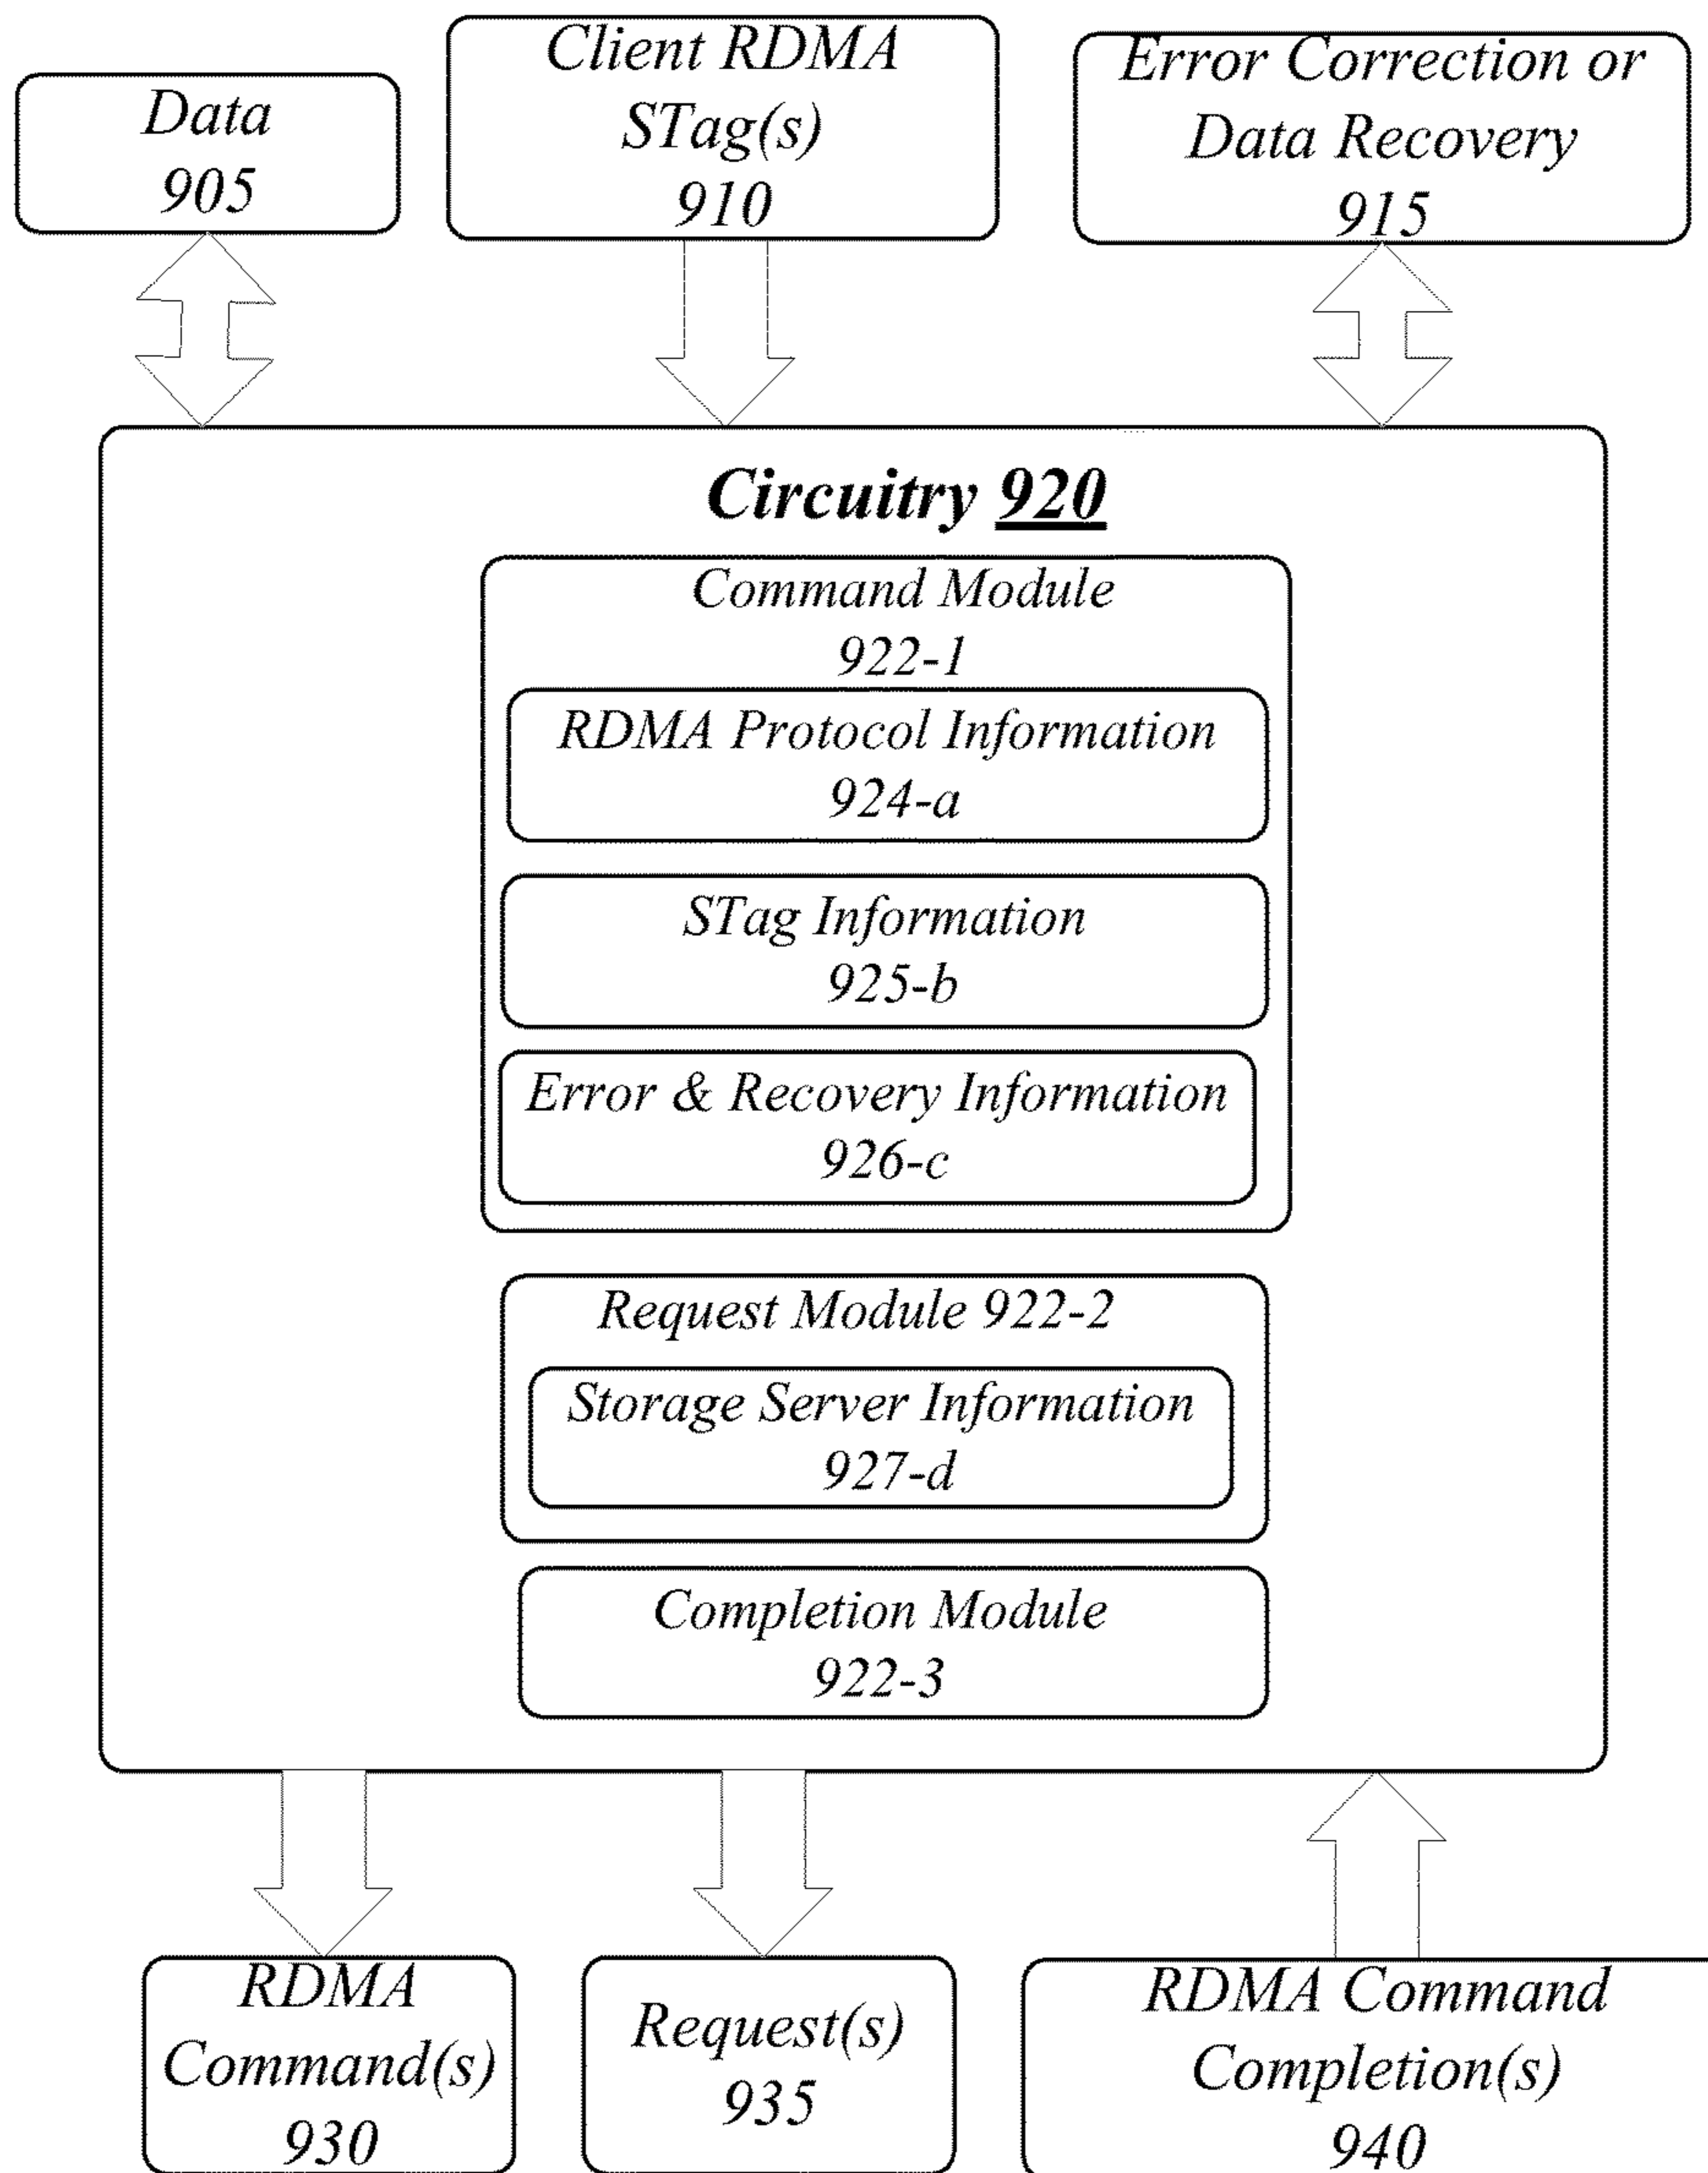 Data
905
Client RDMA
STag(s)
910
Error Correction or
Data Recovery
915
Circuitry 920
Command Module
922-1
RDMA Protocol Information
924-a
STag Information
925-b
Error & Recovery Information
926-c
Request Module 922-2
Storage Server Information
927-d
Completion Module
922-3
RDMA
Command(s)
930
Request(s)
935
RDMA Command
Completion(s)
940